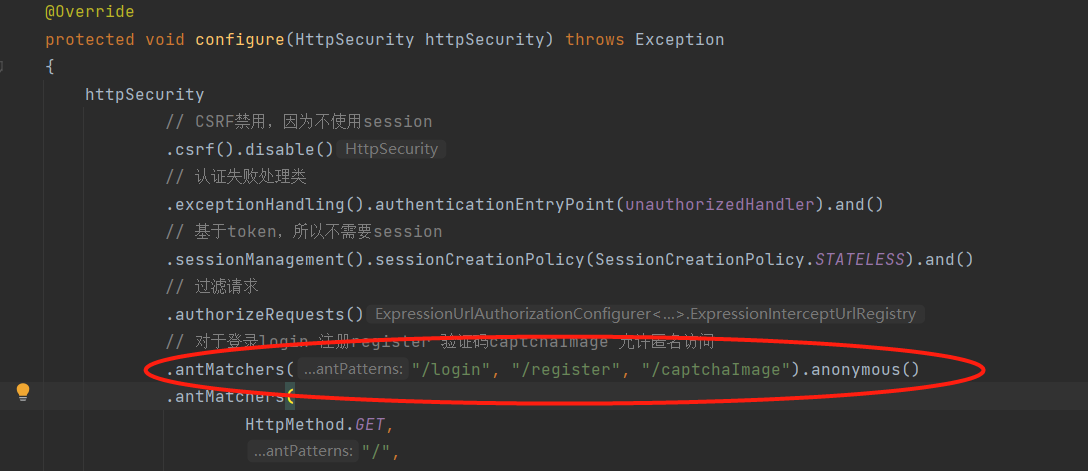 @Override
protected void configure(HttpSecurity httpSecurity) throws Exception
{
httpSecurity
// CSRF禁用，因为不使用session
.csrf().disable() HttpSecurity
// 认证失败处理类
.exceptionHandling().authenticationEntryPoint(unauthorizedHandler).and()
// 基于token，所以不需要session
.sessionManagement().sessionCreationPolicy(SessionCreationPolicy.STATELESS).and()
// 过滤请求
.authorizeRequests() ExpressionUrlAuthorizationConfigurer<...>.ExpressionInterceptUrlRegistry
// 对于登录login 注册register 验证码captchaImage 允许匿名访问
.antMatchers( ...antPatterns: "/login", "/register", "/captchaImage").anonymous()
.antMatchers(
HttpMethod.GET,
...antPatterns: "/",